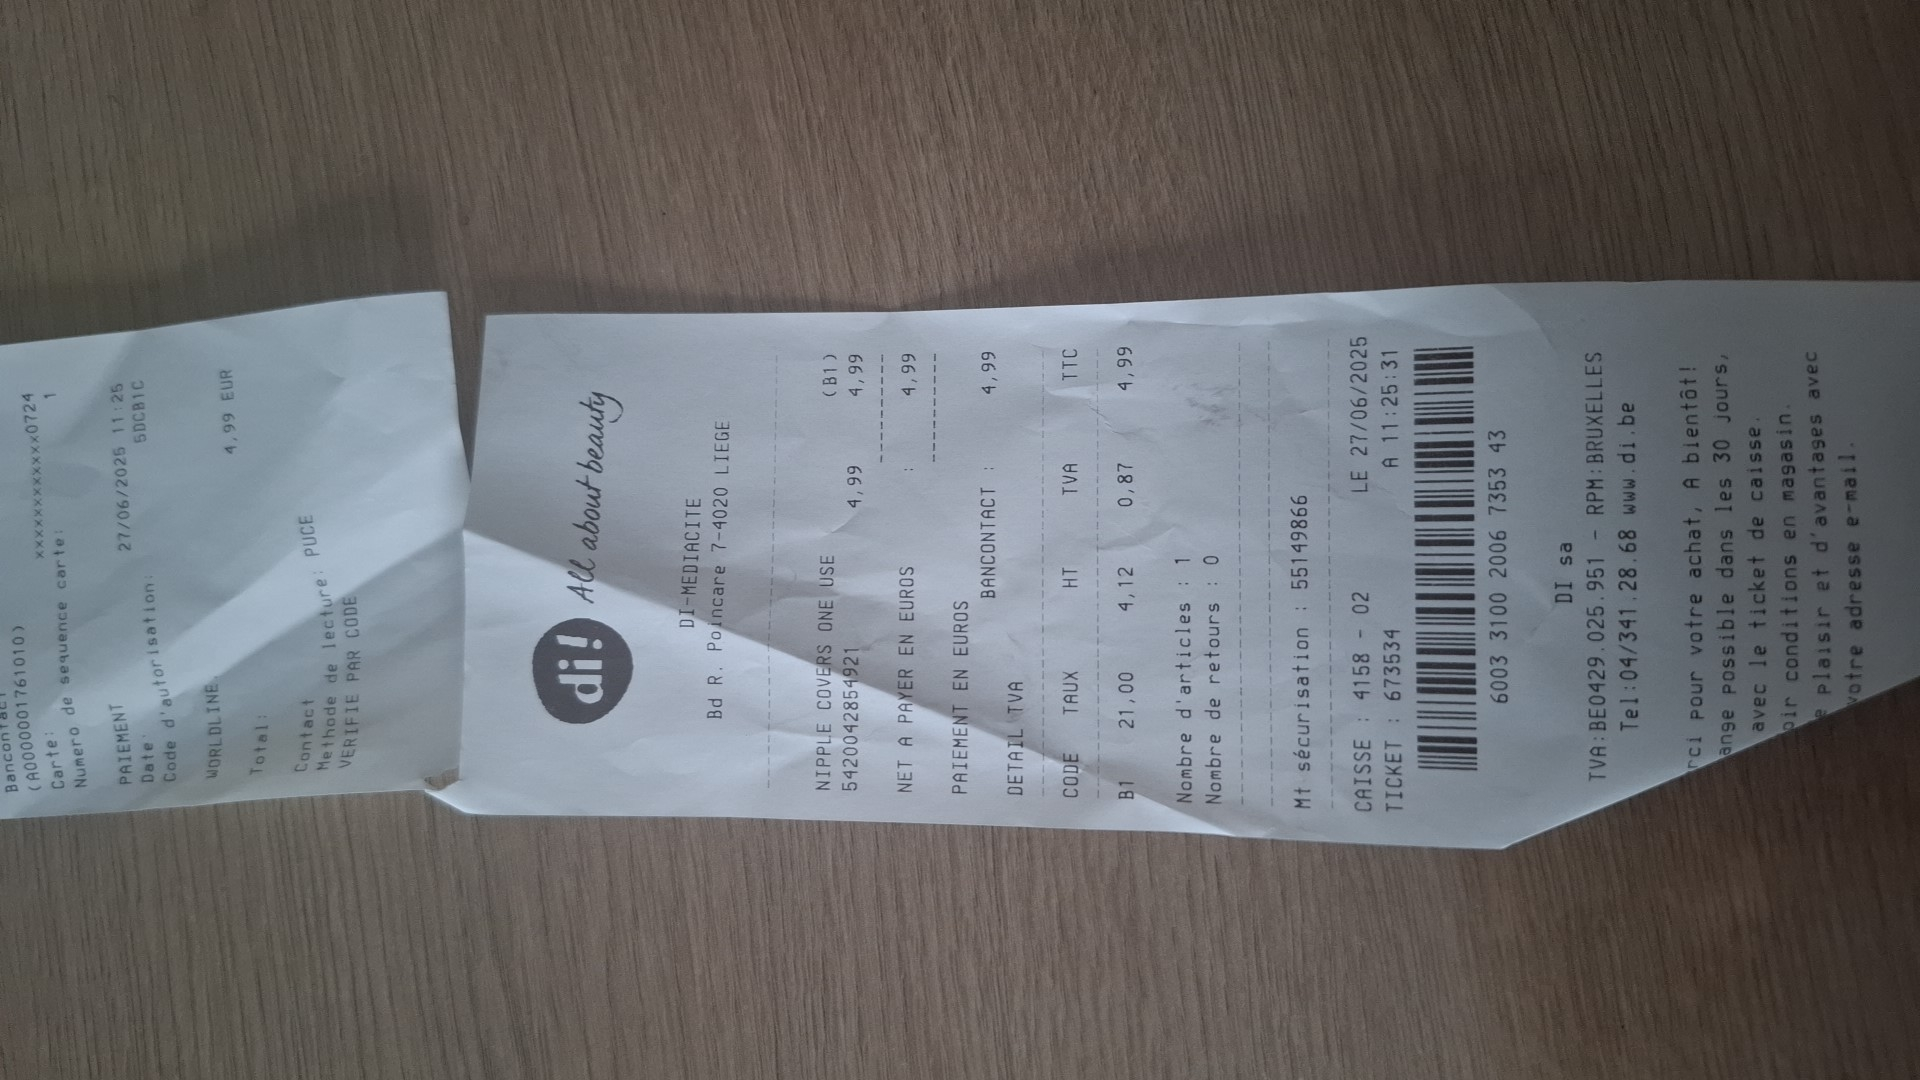 Bancontact
(A0000001761010)
Carte: xxxxxxxxxxxxx0724
Numero de sequence carte: 1
PAIEMENT
Date: 27/06/2025 11:25
Code d'autorisation: 5DCB1C
WORLDLINE
Total: 4,99 EUR
Contact
Methode de lecture: PUCE
VERIFIE PAR CODE
di! All about beauty
DI-MEDIACITE
Bd R. Poincare 7-4020 LIEGE
NIPPLE COVERS ONE USE (B1)
5420042854921 4,99 4,99
NET A PAYER EN EUROS : 4,99
PAIEMENT EN EUROS
BANCONTACT : 4,99
DETAIL TVA
CODE TAUX HT TVA TTC
B1 21,00 4,12 0,87 4,99
Nombre d'articles : 1
Nombre de retours : 0
Mt sécurisation : 55149866
CAISSE : 4158 - 02 LE 27/06/2025
TICKET : 673534 A 11:25:31
6003 3100 2006 7353 43
DI sa
TVA:BE0429.025.951 - RPM:BRUXELLES
Tel:04/341.28.68 www.di.be
rci pour votre achat, A bientôt!
ange possible dans les 30 jours,
avec le ticket de caisse.
oir conditions en magasin.
e plaisir et d'avantages avec
votre adresse e-mail.